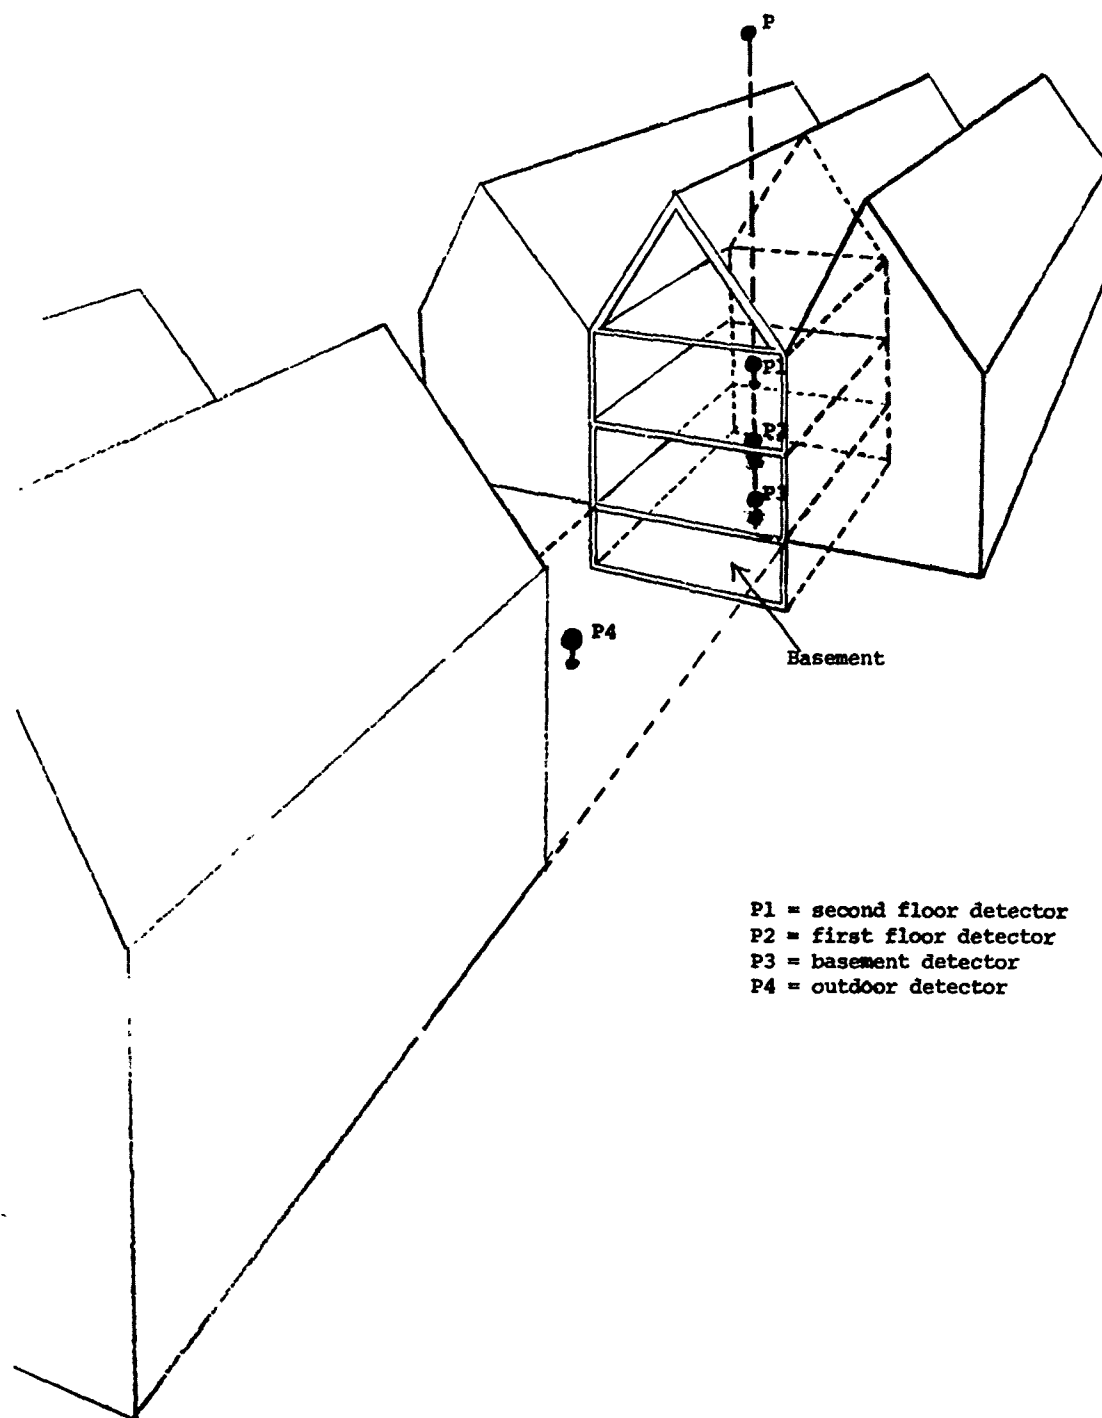 P
P1
P2
P3
P4
Basement
P1 = second floor detector
P2 = first floor detector
P3 = basement detector
P4 = outdoor detector